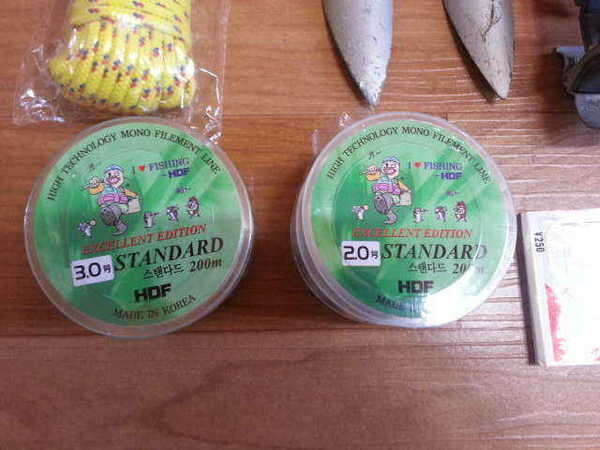 HIGH TECHNOLOGY MONO FILEMENT LINE
I ♥ FISHING
-HDF
EXCELLENT EDITION
3.0号 STANDARD
스탠다드 200m
HDF
MADE IN KOREA
HIGH TECHNOLOGY MONO FILEMENT LINE
I ♥ FISHING
-HDF
EXCELLENT EDITION
2.0号 STANDARD
스탠다드 200m
HDF
MADE IN KOREA
¥250